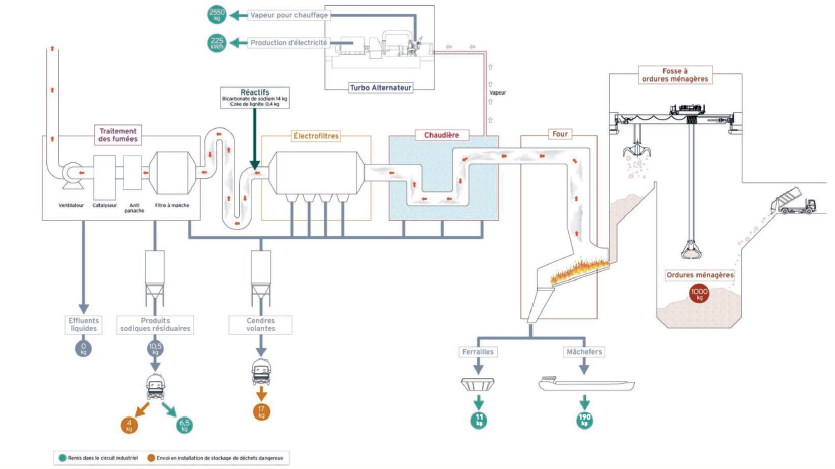 2550
kg
Vapeur pour chauffage
225
kWh
Production d'électricité
Turbo Alternateur
Vapeur
Fosse à
ordures ménagères
Réactifs
Bicarbonate de sodium 14 kg
Coke de lignite 0,4 kg
Traitement
des fumées
Électrofiltres
Chaudière
Four
Ventilateur
Catalyseur
Anti
panache
Filtre à manche
Ordures ménagères
1000
kg
Effluents
liquides
0
kg
Produits
sodiques résiduaires
10,5
kg
Cendres
volantes
Ferrailles
Mâchefers
4
kg
6,5
kg
17
kg
11
kg
190
kg
Remis dans le circuit industriel
Envoi en installation de stockage de déchets dangereux